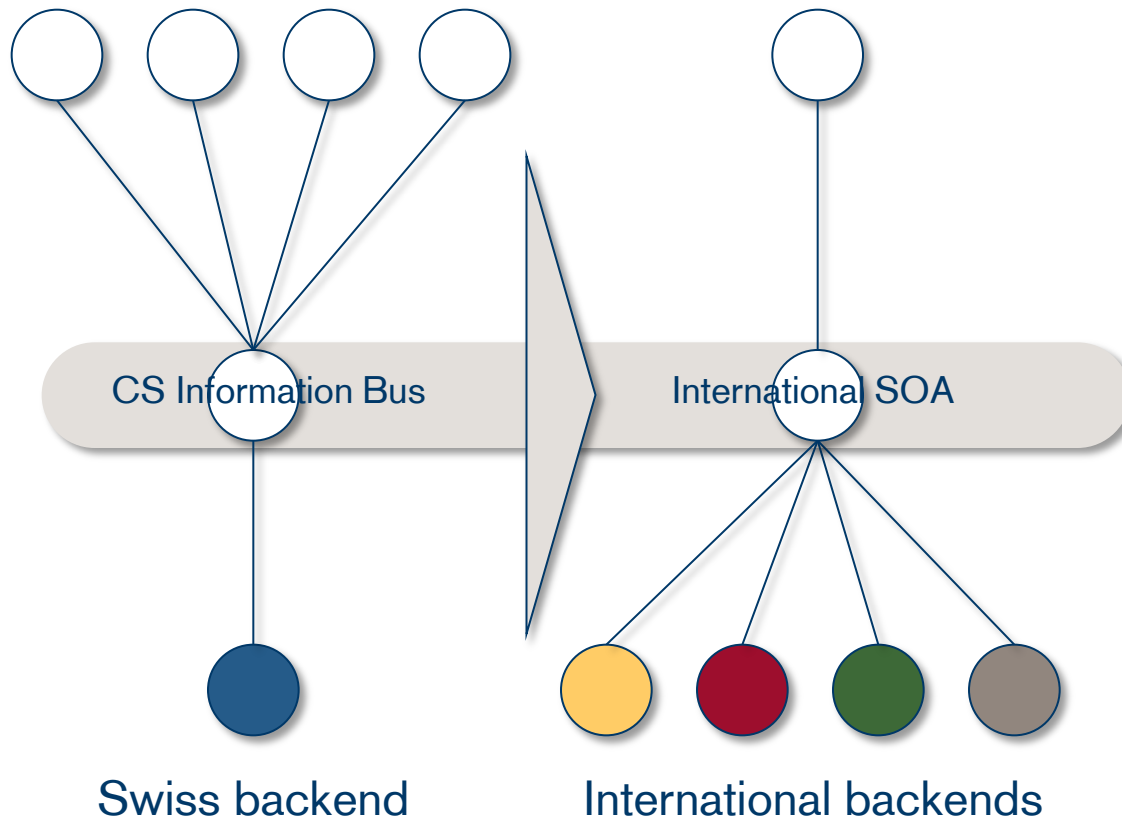 CS Information Bus
International SOA
Swiss backend
International backends